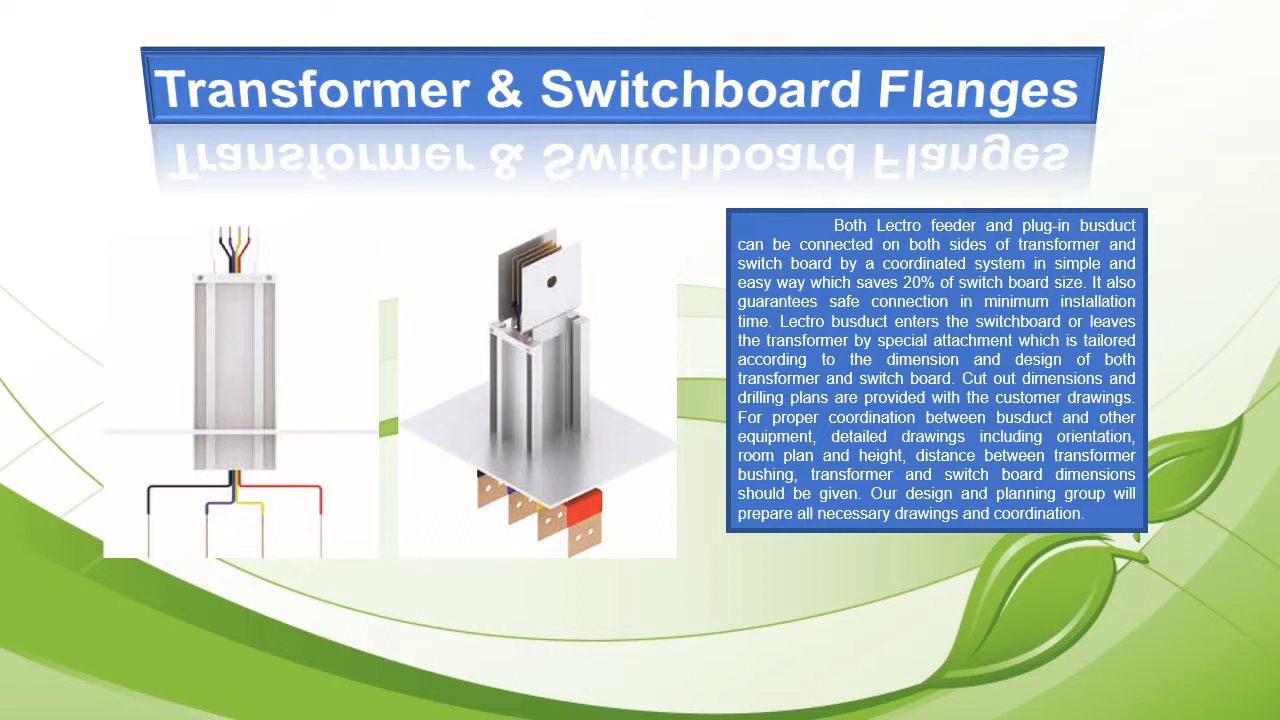 Transformer & Switchboard Flanges
Both Lectro feeder and plug-in busduct
can be connected on both sides of transformer and
switch board by a coordinated system in simple and
easy way which saves 20% of switch board size. It also
guarantees safe connection in minimum installation
time. Lectro busduct enters the switchboard or leaves
the transformer by special attachment which is tailored
according to the dimension and design of both
transformer and switch board. Cut out dimensions and
drilling plans are provided with the customer drawings.
For proper coordination between busduct and other
equipment, detailed drawings including orientation,
room plan and height, distance between transformer
bushing, transformer and switch board dimensions
should be given. Our design and planning group will
prepare all necessary drawings and coordination.